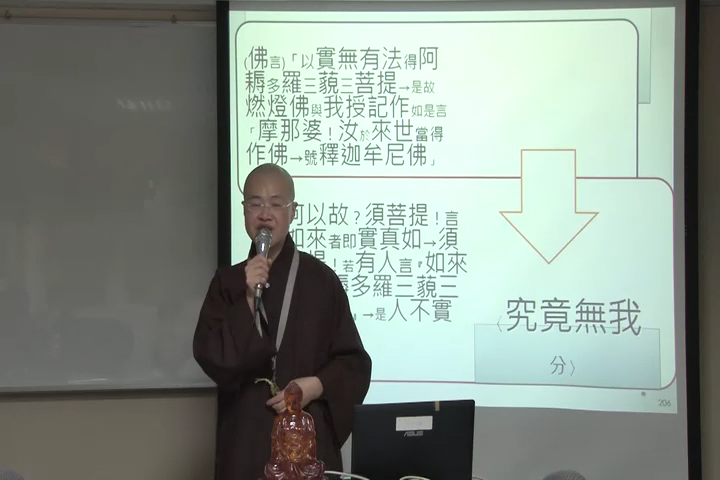 (佛言)「以實無有法得阿
耨多羅三藐三菩提→是故
燃燈佛與我授記作如是言
「摩那婆！汝於來世當得
作佛→號釋迦牟尼佛」
何以故？須菩提！言
如來者即實真如→須
提！若有人言『如來
耨多羅三藐三
」→是人不實
〈究竟無我
分〉
206
ASUS